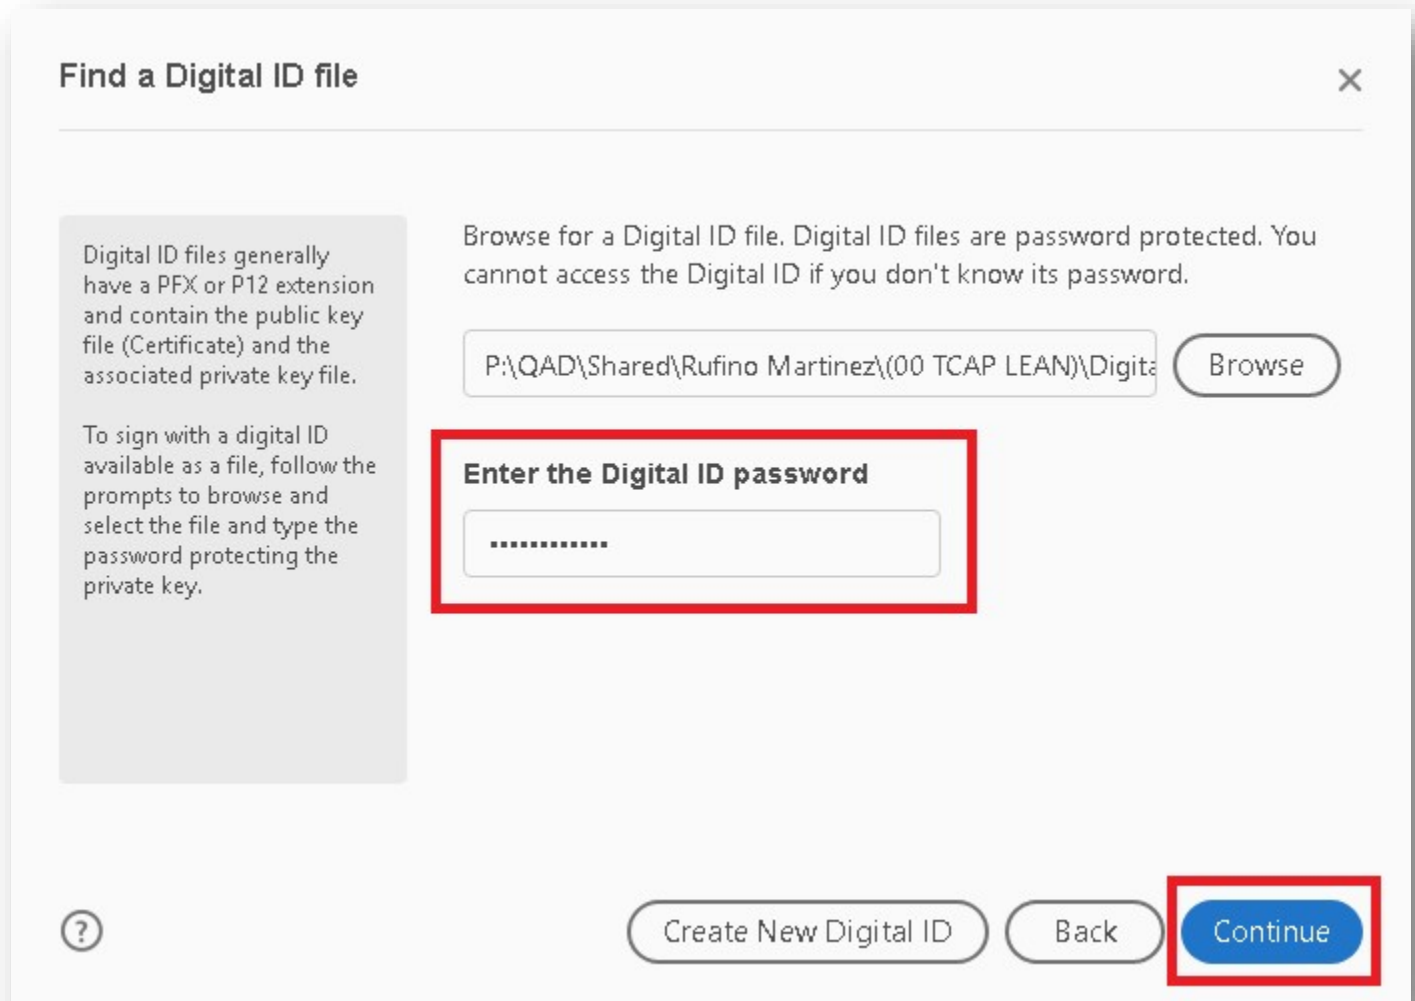 Find a Digital ID file
Digital ID files generally
have a PFX or P12 extension
and contain the public key
file (Certificate) and the
associated private key file.
To sign with a digital ID
available as a file, follow the
prompts to browse and
select the file and type the
password protecting the
private key.
Browse for a Digital ID file. Digital ID files are password protected. You
cannot access the Digital ID if you don't know its password.
P:\QAD\Shared\Rufino Martinez\(00 TCAP LEAN)\Digita
Browse
Enter the Digital ID password
••••••••••••
?
Create New Digital ID
Back
Continue